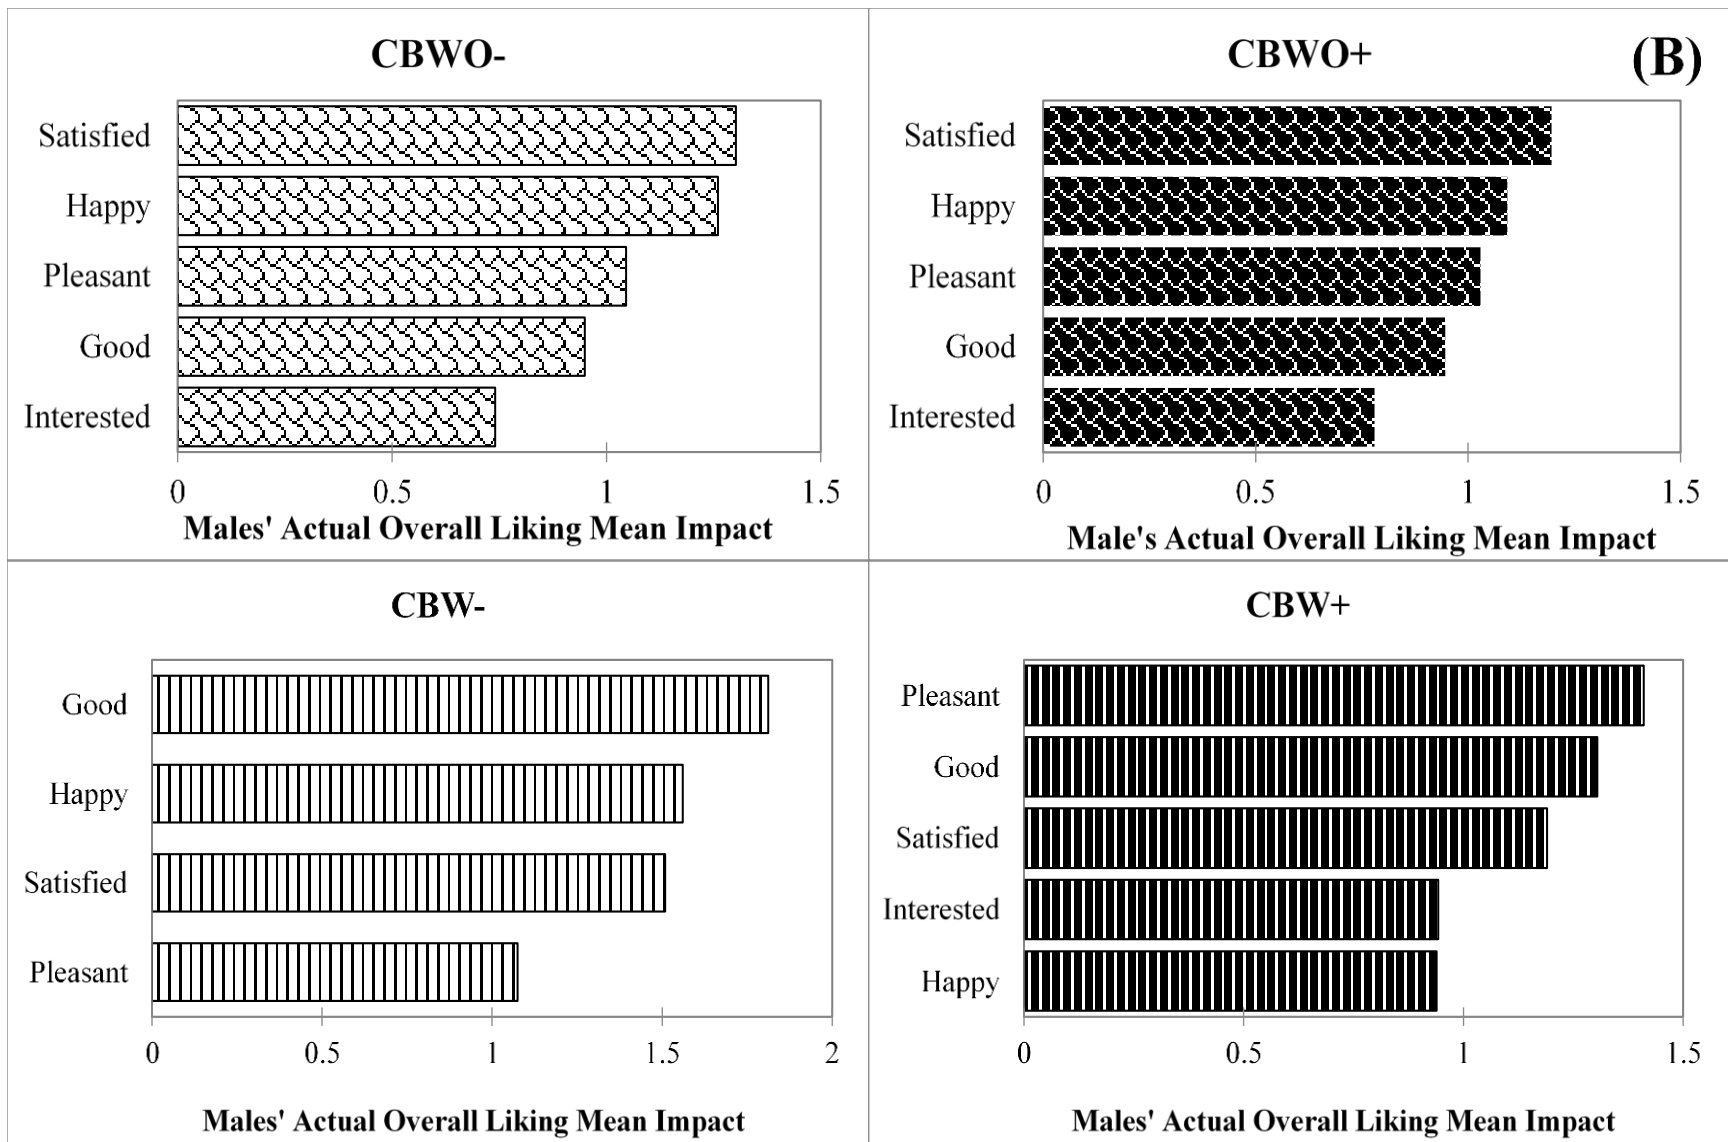 CBWO-
Satisfied
Happy
Pleasant
Good
Interested
0 0.5 1 1.5
Males' Actual Overall Liking Mean Impact
CBWO+
(B)
Satisfied
Happy
Pleasant
Good
Interested
0 0.5 1 1.5
Male's Actual Overall Liking Mean Impact
CBW-
Good
Happy
Satisfied
Pleasant
0 0.5 1 1.5 2
Males' Actual Overall Liking Mean Impact
CBW+
Pleasant
Good
Satisfied
Interested
Happy
0 0.5 1 1.5
Males' Actual Overall Liking Mean Impact